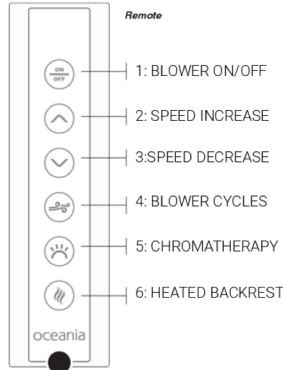 Remote
ON
OFF
1: BLOWER ON/OFF
2: SPEED INCREASE
3:SPEED DECREASE
4: BLOWER CYCLES
5: CHROMATHERAPY
6: HEATED BACKREST
oceania